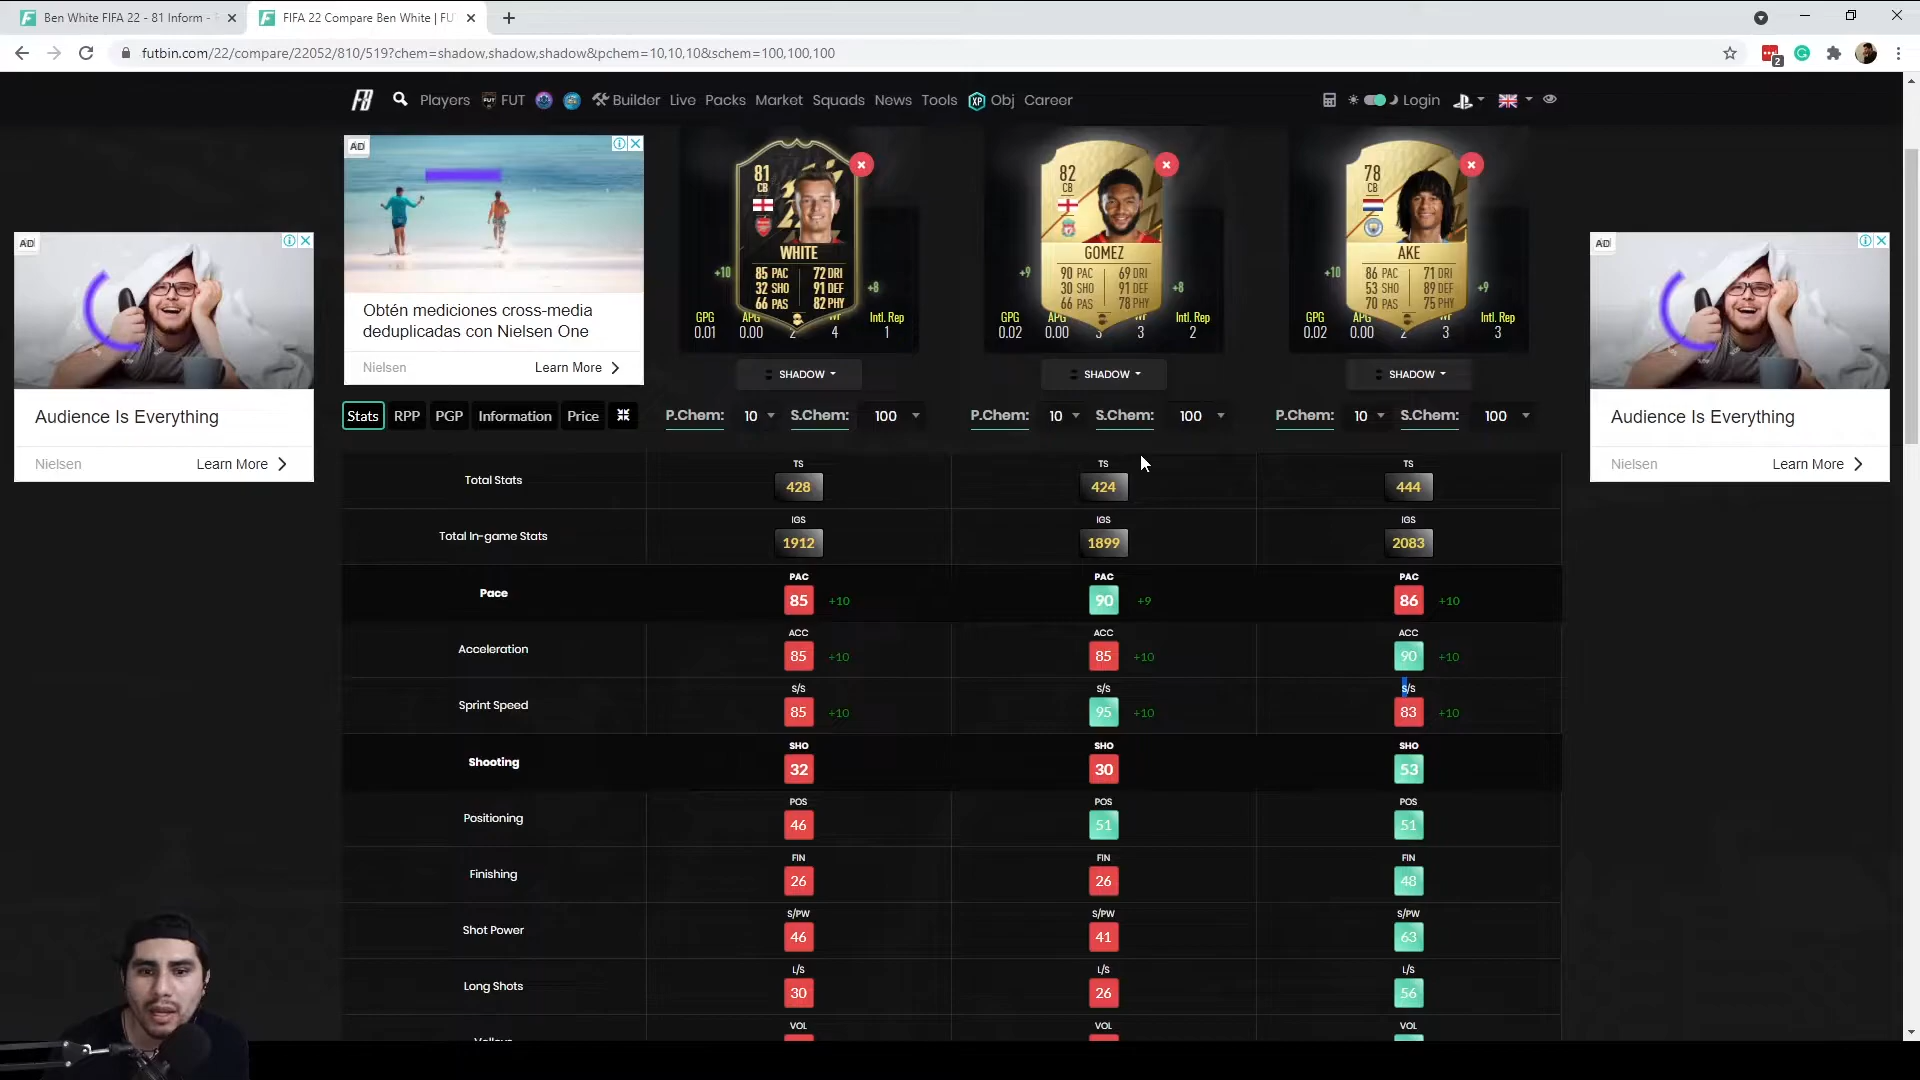 Ben White FIFA 22 - 81 Inform -
FIFA 22 Compare Ben White | FU
futbin.com/22/compare/22052/810/519?chem=shadow,shadow,shadow&pchem=10,10,10&schem=100,100,100
2
Players FUT Builder Live Packs Market Squads News Tools XP Obj Career Login
AD
Obtén mediciones cross-media
deduplicadas con Nielsen One
Nielsen Learn More
AD
Audience Is Everything
Nielsen Learn More
AD
Audience Is Everything
Nielsen Learn More
81
CB
WHITE
85 PAC 72 DRI
32 SHO 91 DEF
66 PAS 82 PHY
+10 +8
GPG Intl. Rep
0.01 0.00 2 4 1
82
CB
GOMEZ
90 PAC 69 DRI
30 SHO 91 DEF
66 PAS 78 PHY
+9 +8
GPG Intl. Rep
0.02 0.00 3 3 2
78
CB
AKE
86 PAC 71 DRI
53 SHO 89 DEF
70 PAS 75 PHY
+10 +9
GPG Intl. Rep
0.02 0.00 2 3 3
SHADOW SHADOW SHADOW
Stats RPP PGP Information Price
P.Chem: 10 S.Chem: 100 P.Chem: 10 S.Chem: 100 P.Chem: 10 S.Chem: 100
TS TS TS
Total Stats 428 424 444
IGS IGS IGS
Total In-game Stats 1912 1899 2083
PAC PAC PAC
Pace 85 +10 90 +9 86 +10
ACC ACC ACC
Acceleration 85 +10 85 +10 90 +10
S/S S/S S/S
Sprint Speed 85 +10 95 +10 83 +10
SHO SHO SHO
Shooting 32 30 53
POS POS POS
Positioning 46 51 51
FIN FIN FIN
Finishing 26 26 48
S/PW S/PW S/PW
Shot Power 46 41 63
L/S L/S L/S
Long Shots 30 26 56
VOL VOL VOL